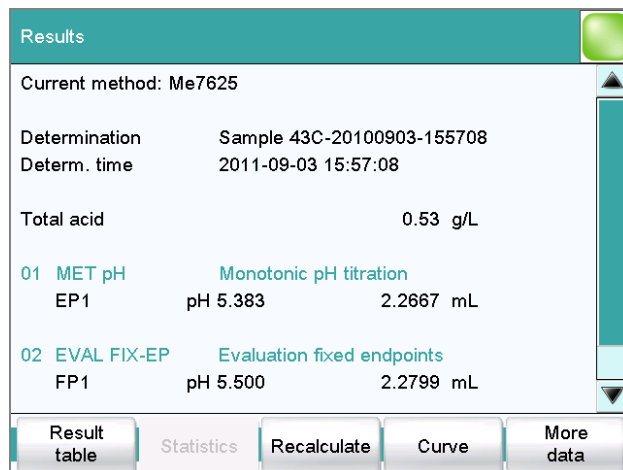 Results
Current method: Me7625
Determination Sample 43C-20100903-155708
Determ. time 2011-09-03 15:57:08
Total acid 0.53 g/L
01 MET pH Monotonic pH titration
EP1 pH 5.383 2.2667 mL
02 EVAL FIX-EP Evaluation fixed endpoints
FP1 pH 5.500 2.2799 mL
Result table Statistics Recalculate Curve More data